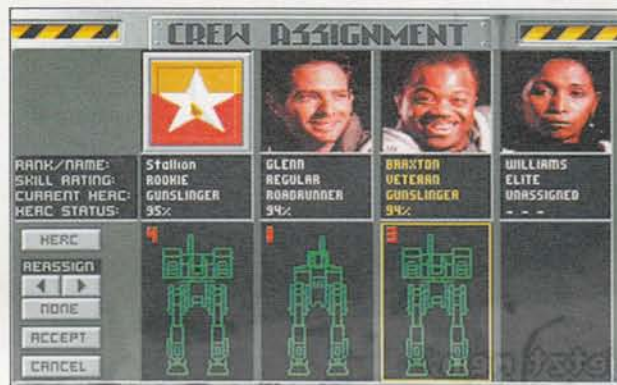 CREW ASSIGNMENT
RANK/NAME: Stallion GLENN BRAXTON WILLIAMS
SKILL RATING: ROOKIE REGULAR VETERAN ELITE
CURRENT HERC: GUNSLINGER ROADRUNNER GUNSLINGER UNASSIGNED
HERC STATUS: 95% 94% 94% - - -
HERC
REASSIGN
NONE
ACCEPT
CANCEL